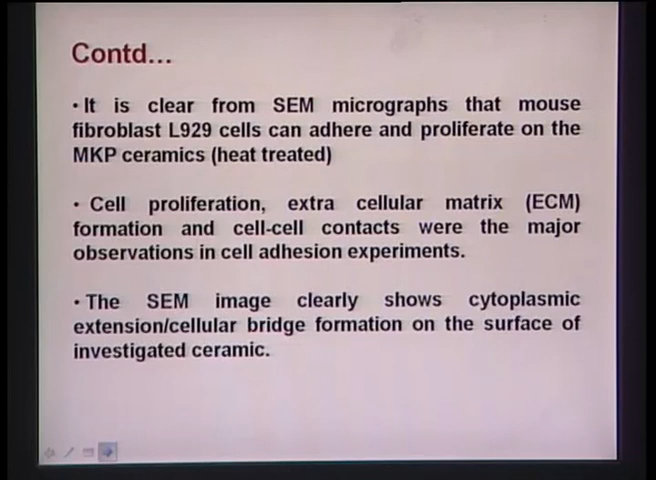 Contd...
• It is clear from SEM micrographs that mouse
fibroblast L929 cells can adhere and proliferate on the
MKP ceramics (heat treated)
• Cell proliferation, extra cellular matrix (ECM)
formation and cell-cell contacts were the major
observations in cell adhesion experiments.
• The SEM image clearly shows cytoplasmic
extension/cellular bridge formation on the surface of
investigated ceramic.